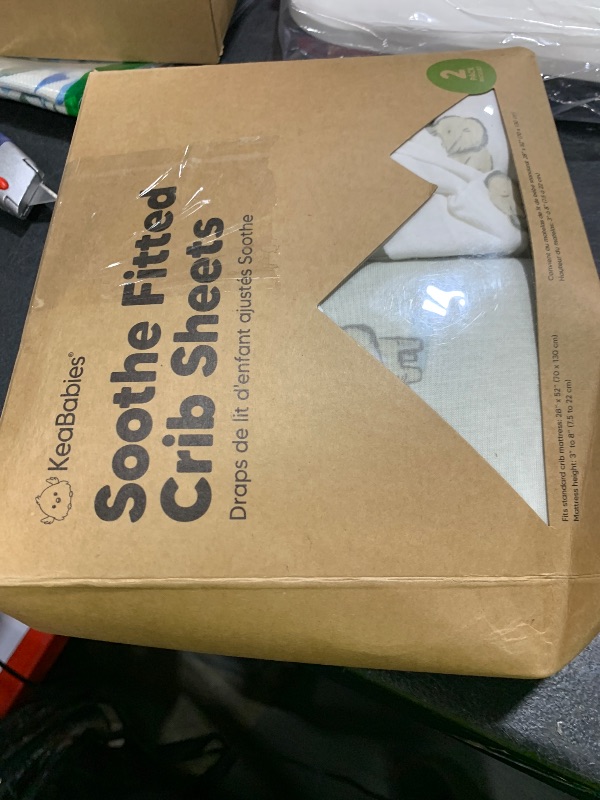 KeaBabies®
Soothe Fitted
Crib Sheets
Draps de lit d'enfant ajustés Soothe
2
PACK
Fits standard crib mattress: 28" x 52" (70 x 130 cm)
Mattress height: 3" to 8" (7.5 to 22 cm)